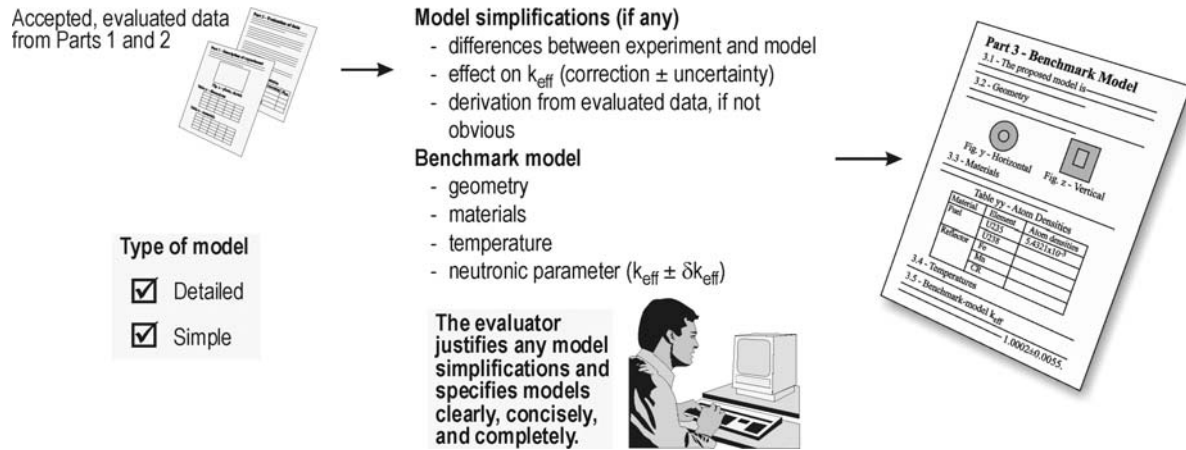 Accepted, evaluated data
from Parts 1 and 2
Model simplifications (if any)
- differences between experiment and model
- effect on keff (correction ± uncertainty)
- derivation from evaluated data, if not
obvious
Benchmark model
- geometry
- materials
- temperature
- neutronic parameter (keff ± δkeff)
Type of model
Detailed
Simple
The evaluator
justifies any model
simplifications and
specifies models
clearly, concisely,
and completely.
Part 3 - Benchmark Model
3.1 - The proposed model is
3.2 - Geometry
Fig. y - Horizontal
Fig. z - Vertical
3.3 - Materials
Table yy - Atom Densities
Material Element Atom densities
Fuel U235 5.4321x10⁻³
U238
Reflector Fe
Mn
CR
3.4 - Temperatures
3.5 - Benchmark-model keff
1.0002±0.0055.